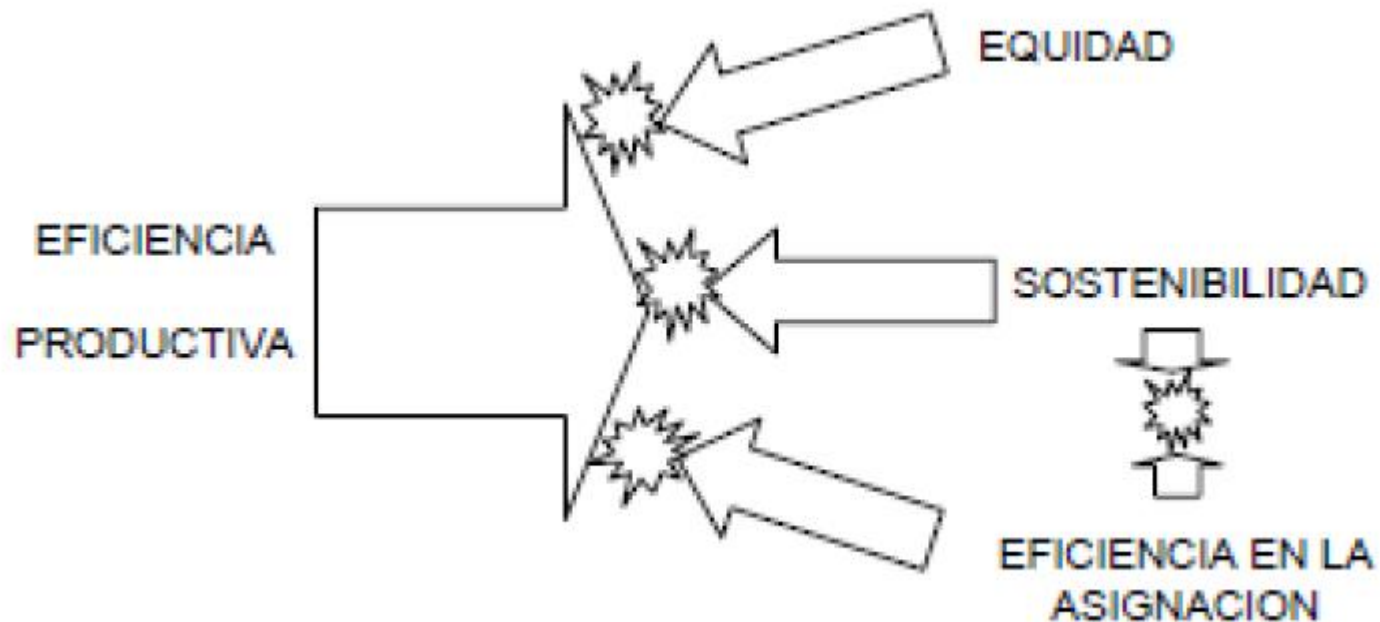 EQUIDAD
EFICIENCIA
PRODUCTIVA
SOSTENIBILIDAD
EFICIENCIA EN LA
ASIGNACION